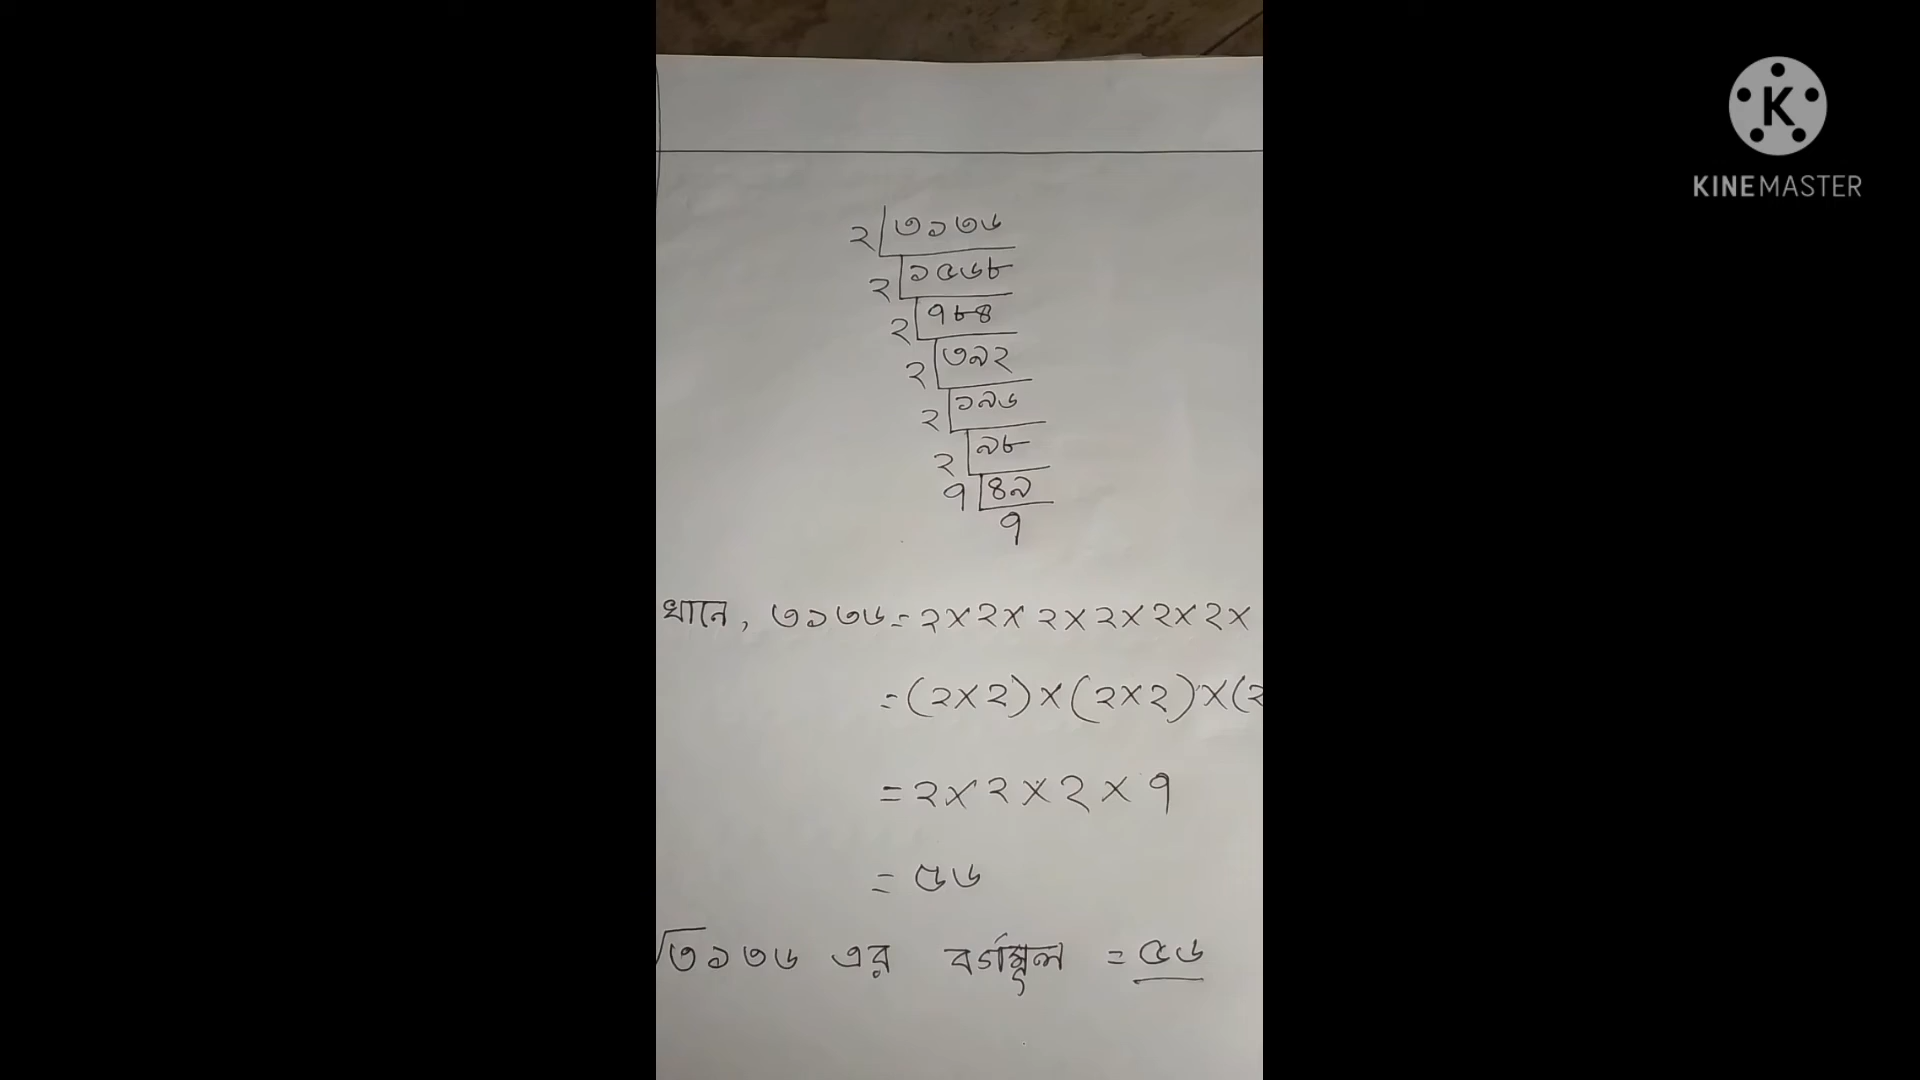 ২ ৩১৩৬
২ ১৫৬৮
২ ৭৮৪
২ ৩৯২
২ ১৯৬
২ ৯৮
৭ ৪৯
৭
খানে, ৩১৩৬ = ২×২× ২×২×২×২×
= (২×২)×(২×২)×(২
= ২×২×২×৭
= ৫৬
√৩১৩৬ এর বর্গমূল = ৫৬
K
KINEMASTER